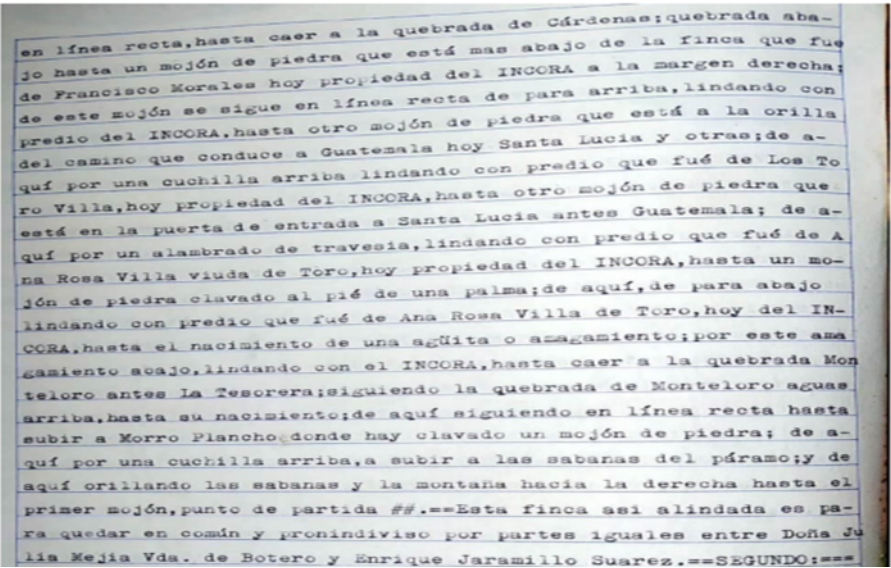 en línea recta,hasta caer a la quebrada de Cárdenas;quebrada aba-
jo hasta un mojón de piedra que está mas abajo de la finca que fue
de Francisco Morales hoy propiedad del INCORA a la margen derecha;
de este mojón se sigue en línea recta de para arriba,lindando con
predio del INCORA,hasta otro mojón de piedra que está a la orilla
del camino que conduce a Guatemala hoy Santa Lucia y otras;de a-
quí por una cuchilla arriba lindando con predio que fué de Los To
ro Villa,hoy propiedad del INCORA,hasta otro mojón de piedra que
está en la puerta de entrada a Santa Lucia antes Guatemala; de a-
quí por un alambrado de travesia,lindando con predio que fué de A
na Rosa Villa viuda de Toro,hoy propiedad del INCORA,hasta un mo-
jón de piedra clavado al pié de una palma;de aquí,de para abajo
lindando con predio que fué de Ana Rosa Villa de Toro,hoy del IN-
CORA,hasta el nacimiento de una agüita o amagamiento;por este ama
gamiento abajo,lindando con el INCORA,hasta caer a la quebrada Mon
teloro antes La Tesorera;siguiendo la quebrada de Monteloro aguas
arriba,hasta su nacimiento;de aquí siguiendo en línea recta hasta
subir a Morro Plancho donde hay clavado un mojón de piedra; de a-
quí por una cuchilla arriba,a subir a las sabanas del páramo;y de
aquí orillando las sabanas y la montaña hacia la derecha hasta el
primer mojón,punto de partida ##.==Esta finca asi alindada es pa-
ra quedar en común y pronindiviso por partes iguales entre Doña Ju
lia Mejia Vda. de Botero y Enrique Jaramillo Suarez.==SEGUNDO:===